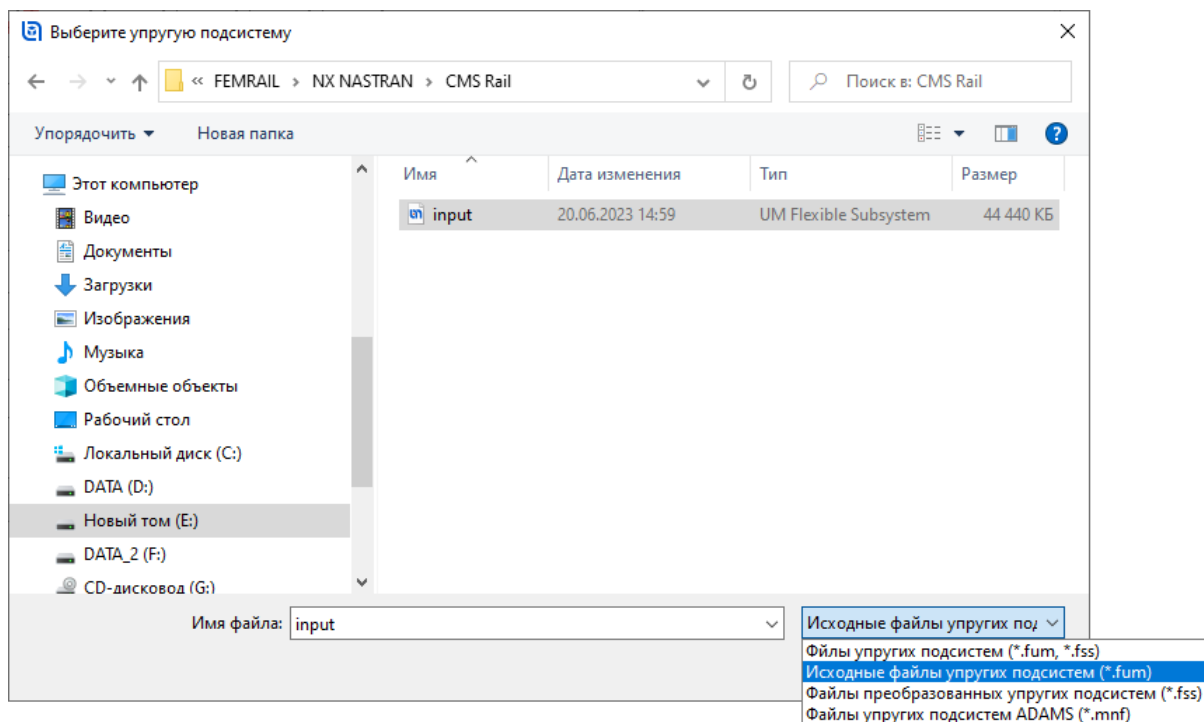 Выберите упругую подсистему
« FEMRAIL > NX NASTRAN > CMS Rail
Поиск в: CMS Rail
Упорядочить
Новая папка
Имя Дата изменения Тип Размер
input 20.06.2023 14:59 UM Flexible Subsystem 44 440 КБ
Этот компьютер
Видео
Документы
Загрузки
Изображения
Музыка
Объемные объекты
Рабочий стол
Локальный диск (C:)
DATA (D:)
Новый том (E:)
DATA_2 (F:)
CD-дисковод (G:)
Имя файла: input
Исходные файлы упругих под
Фйлы упругих подсистем (*.fum, *.fss)
Исходные файлы упругих подсистем (*.fum)
Файлы преобразованных упругих подсистем (*.fss)
Файлы упругих подсистем ADAMS (*.mnf)